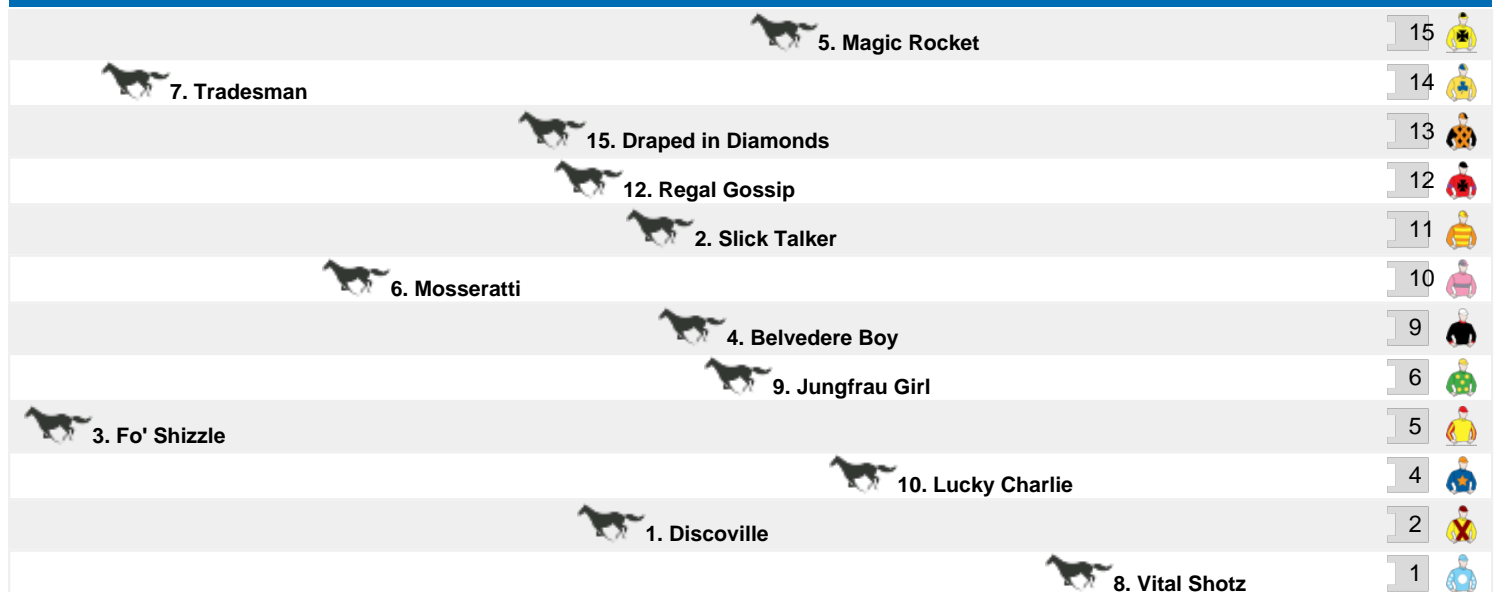 5. Magic Rocket 15
7. Tradesman 14
15. Draped in Diamonds 13
12. Regal Gossip 12
2. Slick Talker 11
6. Mosseratti 10
4. Belvedere Boy 9
9. Jungfrau Girl 6
3. Fo' Shizzle 5
10. Lucky Charlie 4
1. Discoville 2
8. Vital Shotz 1